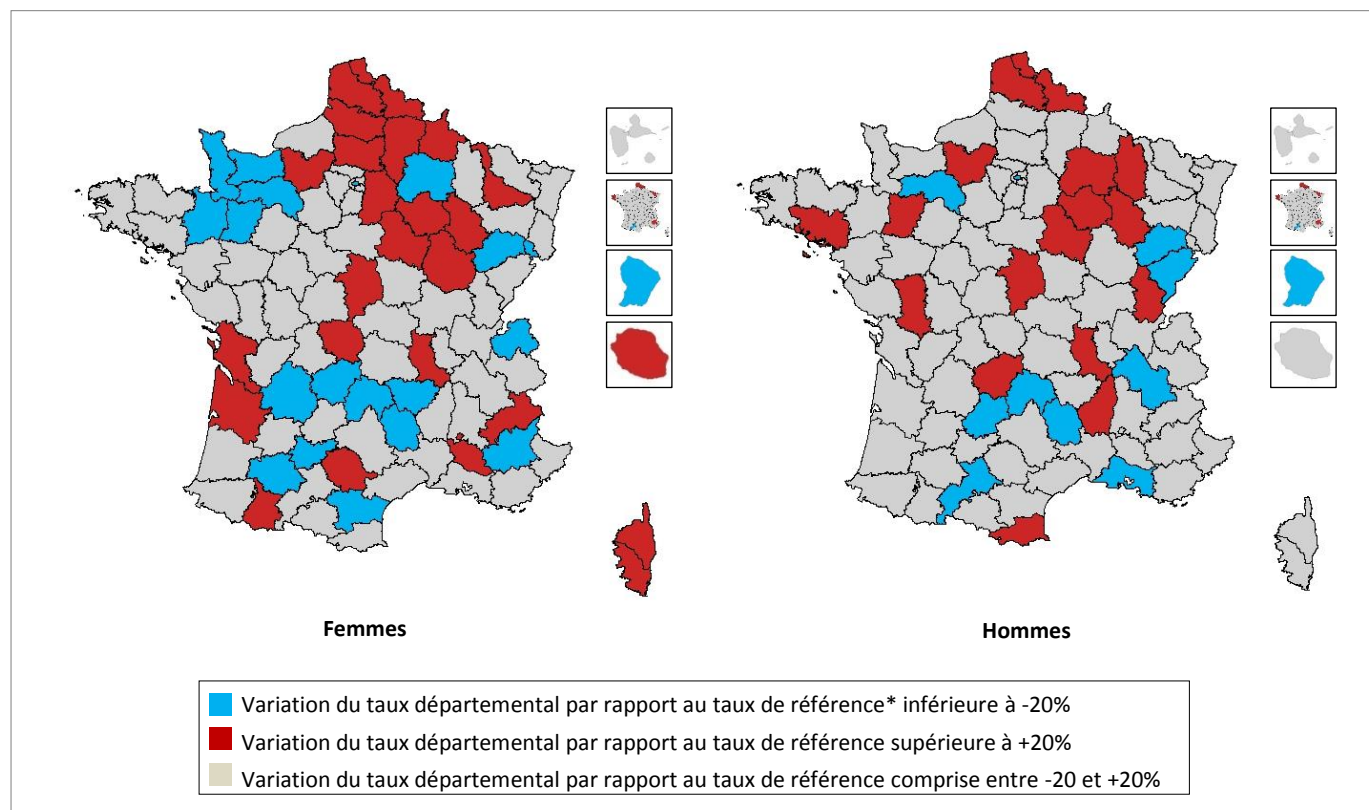 Femmes
Hommes
Variation du taux départemental par rapport au taux de référence* inférieure à -20%
Variation du taux départemental par rapport au taux de référence supérieure à +20%
Variation du taux départemental par rapport au taux de référence comprise entre -20 et +20%